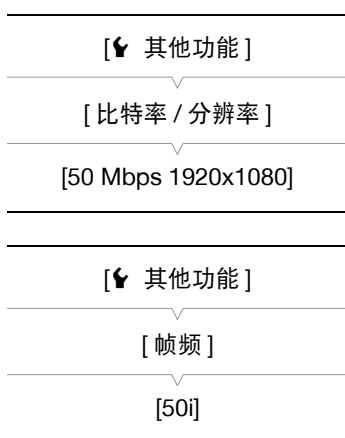 [ 其他功能 ]
[ 比特率 / 分辨率 ]
[50 Mbps 1920x1080]
[ 其他功能 ]
[ 帧频 ]
[50i]